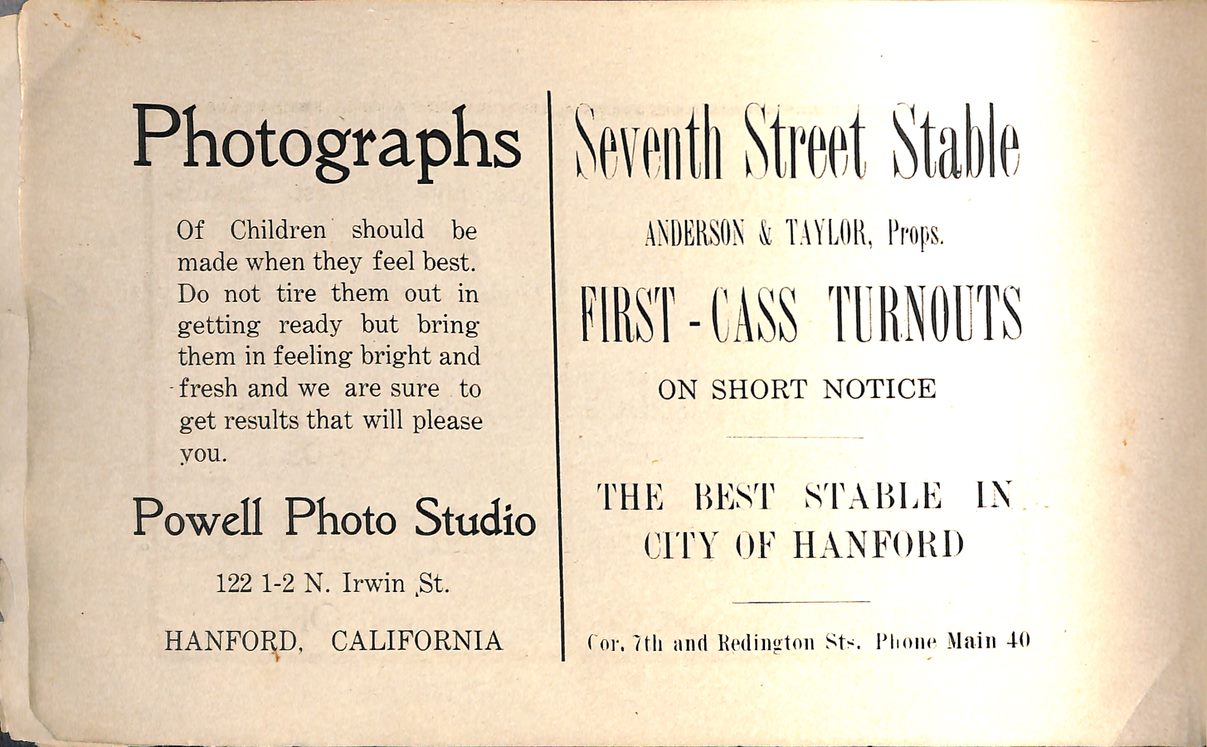 Photographs
Of Children should be
made when they feel best.
Do not tire them out in
getting ready but bring
them in feeling bright and
fresh and we are sure to
get results that will please
you.
Powell Photo Studio
122 1-2 N. Irwin St.
HANFORD, CALIFORNIA
Seventh Street Stable
ANDERSON & TAYLOR, Props.
FIRST - CASS TURNOUTS
ON SHORT NOTICE
THE BEST STABLE IN
CITY OF HANFORD
Cor. 7th and Redington Sts. Phone Main 40